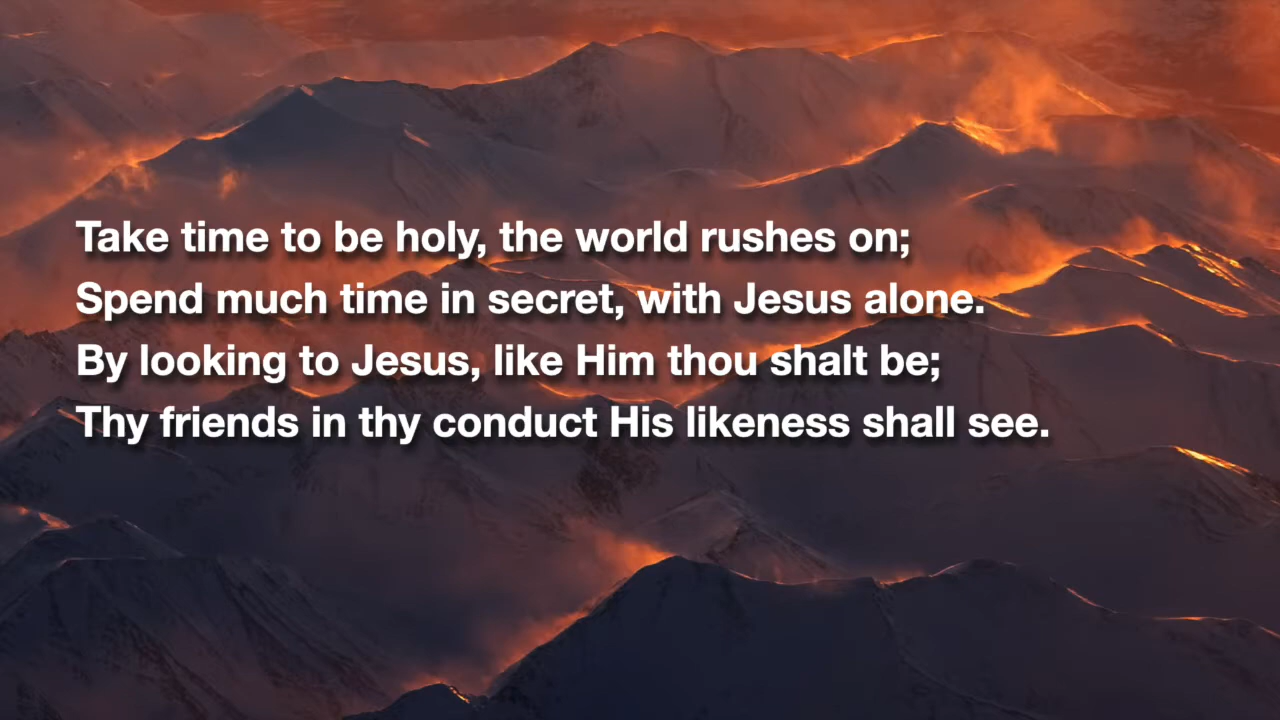 Take time to be holy, the world rushes on;
Spend much time in secret, with Jesus alone.
By looking to Jesus, like Him thou shalt be;
Thy friends in thy conduct His likeness shall see.